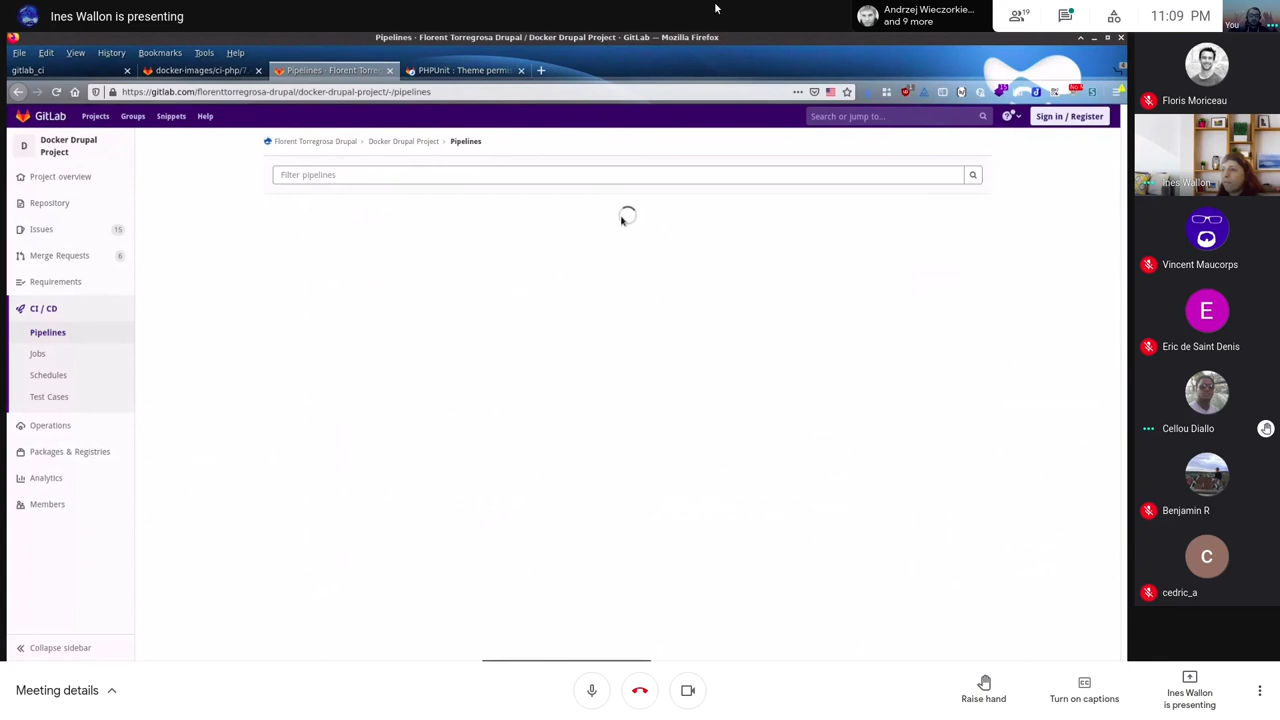 Ines Wallon is presenting
Andrzej Wieczorkie...
and 9 more
19
11:09 PM
You
Pipelines · Florent Torregrosa Drupal / Docker Drupal Project · GitLab — Mozilla Firefox
File Edit View History Bookmarks Tools Help
gitlab_ci
docker-images/ci-php/7
Pipelines · Florent Torreg
PHPUnit : Theme permis
https://gitlab.com/florenttorregrosa-drupal/docker-drupal-project/-/pipelines
GitLab Projects Groups Snippets Help
Search or jump to...
Sign in / Register
D
Docker Drupal
Project
Project overview
Repository
Issues 15
Merge Requests 6
Requirements
CI / CD
Pipelines
Jobs
Schedules
Test Cases
Operations
Packages & Registries
Analytics
Members
Collapse sidebar
Florent Torregrosa Drupal › Docker Drupal Project › Pipelines
Filter pipelines
Floris Moriceau
Ines Wallon
Vincent Maucorps
E
Eric de Saint Denis
Cellou Diallo
Benjamin R
C
cedric_a
Meeting details
Raise hand
Turn on captions
Ines Wallon
is presenting